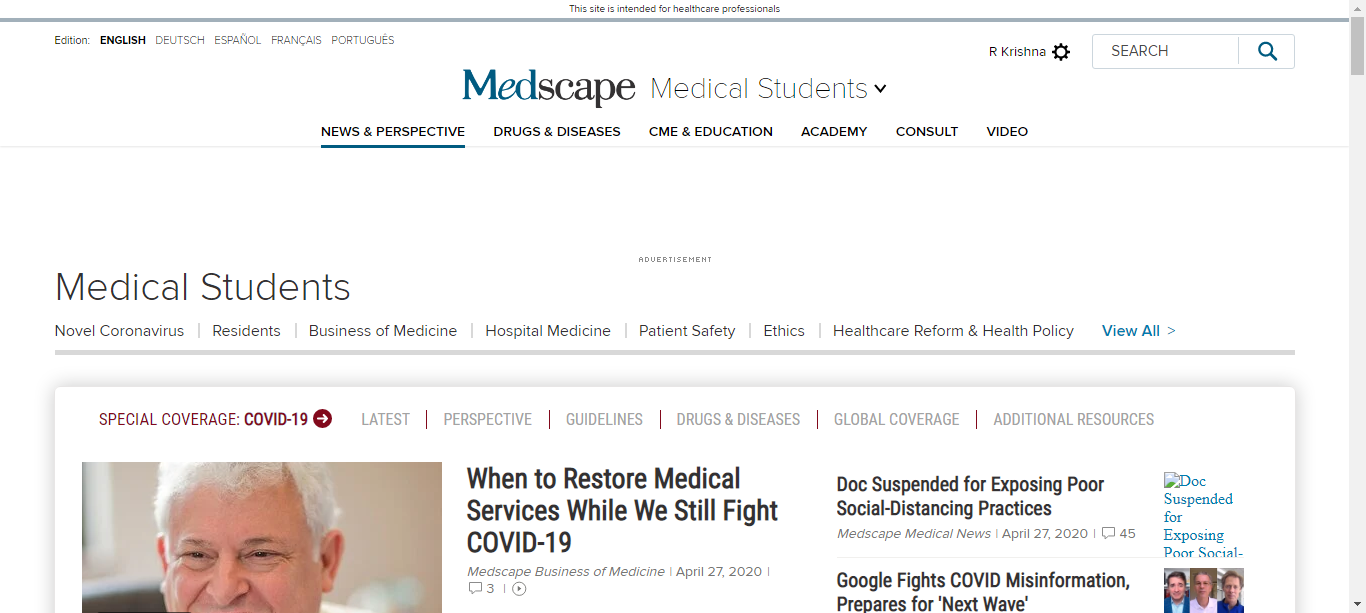 This site is intended for healthcare professionals
Edition: ENGLISH DEUTSCH ESPAÑOL FRANÇAIS PORTUGUÊS
R Krishna
SEARCH
Medscape Medical Students
NEWS & PERSPECTIVE DRUGS & DISEASES CME & EDUCATION ACADEMY CONSULT VIDEO
ADVERTISEMENT
Medical Students
Novel Coronavirus | Residents | Business of Medicine | Hospital Medicine | Patient Safety | Ethics | Healthcare Reform & Health Policy View All >
SPECIAL COVERAGE: COVID-19 LATEST | PERSPECTIVE | GUIDELINES | DRUGS & DISEASES | GLOBAL COVERAGE | ADDITIONAL RESOURCES
When to Restore Medical
Services While We Still Fight
COVID-19
Medscape Business of Medicine | April 27, 2020 |
3 |
Doc Suspended for Exposing Poor
Social-Distancing Practices
Medscape Medical News | April 27, 2020 | 45
Doc
Suspended
for
Exposing
Poor Social-
Google Fights COVID Misinformation,
Prepares for 'Next Wave'